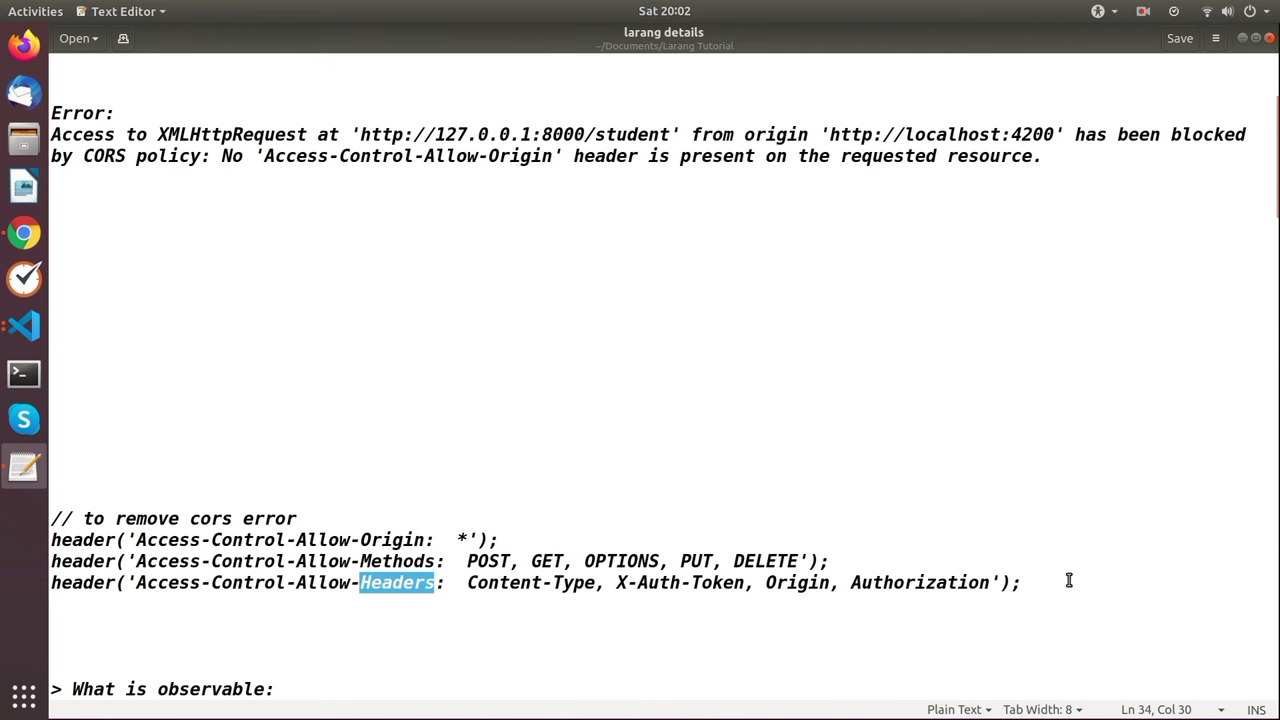 Activities Text Editor Sat 20:02
Open larang details Save
~/Documents/Larang Tutorial
Error:
Access to XMLHttpRequest at 'http://127.0.0.1:8000/student' from origin 'http://localhost:4200' has been blocked
by CORS policy: No 'Access-Control-Allow-Origin' header is present on the requested resource.
// to remove cors error
header('Access-Control-Allow-Origin:  *');
header('Access-Control-Allow-Methods:  POST, GET, OPTIONS, PUT, DELETE');
header('Access-Control-Allow-Headers:  Content-Type, X-Auth-Token, Origin, Authorization');
> What is observable:
Plain Text Tab Width: 8 Ln 34, Col 30 INS